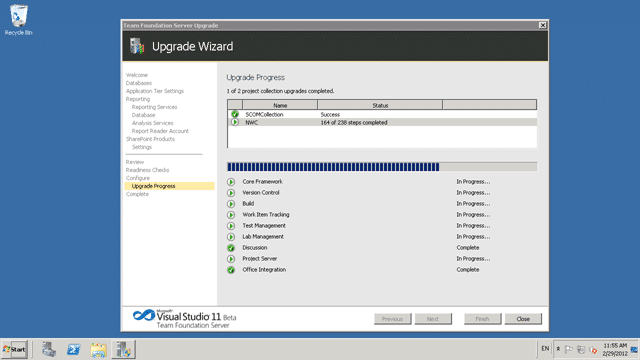 Recycle Bin
Team Foundation Server Upgrade
Upgrade Wizard
Welcome
Databases
Application Tier Settings
Reporting
Reporting Services
Database
Analysis Services
Report Reader Account
SharePoint Products
Settings
Review
Readiness Checks
Configure
Upgrade Progress
Complete
Upgrade Progress
1 of 2 project collection upgrades completed.
Name Status
SCOMCollection Success
NWC 164 of 238 steps completed
Core Framework In Progress...
Version Control In Progress...
Build In Progress...
Work Item Tracking In Progress...
Test Management In Progress...
Lab Management In Progress...
Discussion Complete
Project Server In Progress...
Office Integration Complete
Microsoft
Visual Studio 11 Beta
Team Foundation Server
Previous Next Finish Close
Start EN 11:55 AM
2/29/2012